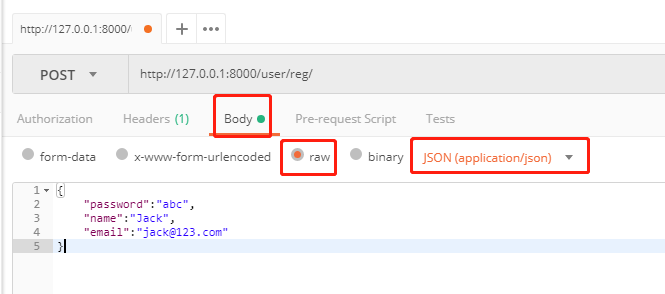 http://127.0.0.1:8000/
POST http://127.0.0.1:8000/user/reg/
Authorization Headers (1) Body Pre-request Script Tests
form-data x-www-form-urlencoded raw binary JSON (application/json)
1 {
2 "password":"abc",
3 "name":"Jack",
4 "email":"jack@123.com"
5 }